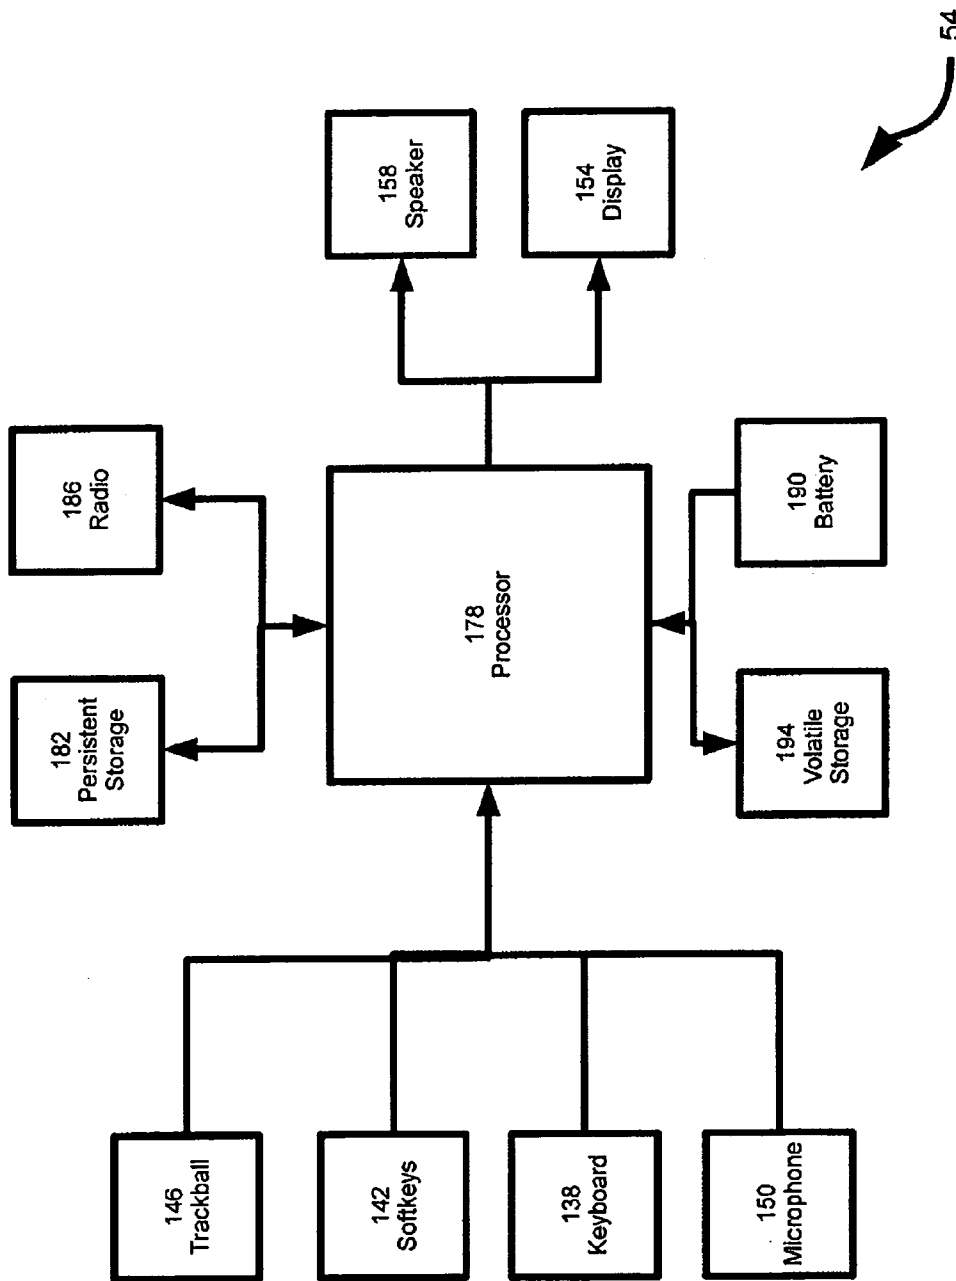 146
Trackball
142
Softkeys
138
Keyboard
150
Microphone
182
Persistent
Storage
186
Radio
178
Processor
194
Volatile
Storage
190
Battery
158
Speaker
154
Display
54